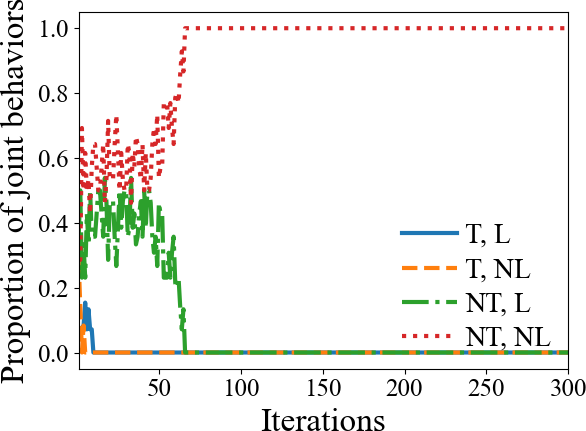 Proportion of joint behaviors
1.0
0.8
0.6
0.4
0.2
0.0
T, L
T, NL
NT, L
NT, NL
50 100 150 200 250 300
Iterations